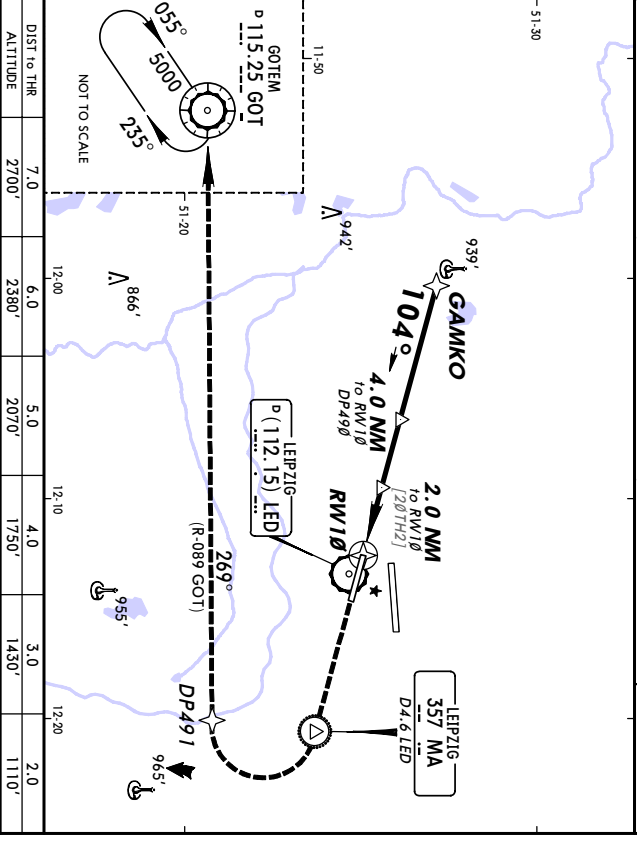 51-30
11-50
GOTEM
D 115.25 GOT
055°
5000
235°
NOT TO SCALE
51-20
942'
939'
GAMKO
104°
4.0 NM
to RW10
DP490
2.0 NM
to RW10
[20TH2]
RW10
LEIPZIG
D (112.15) LED
12-00
866'
12-10
269°
(R-089 GOT)
955'
LEIPZIG
357 MA
D4.6 LED
DP491
12-20
965'
DIST to THR 7.0 6.0 5.0 4.0 3.0 2.0
ALTITUDE 2700' 2380' 2070' 1750' 1430' 1110'